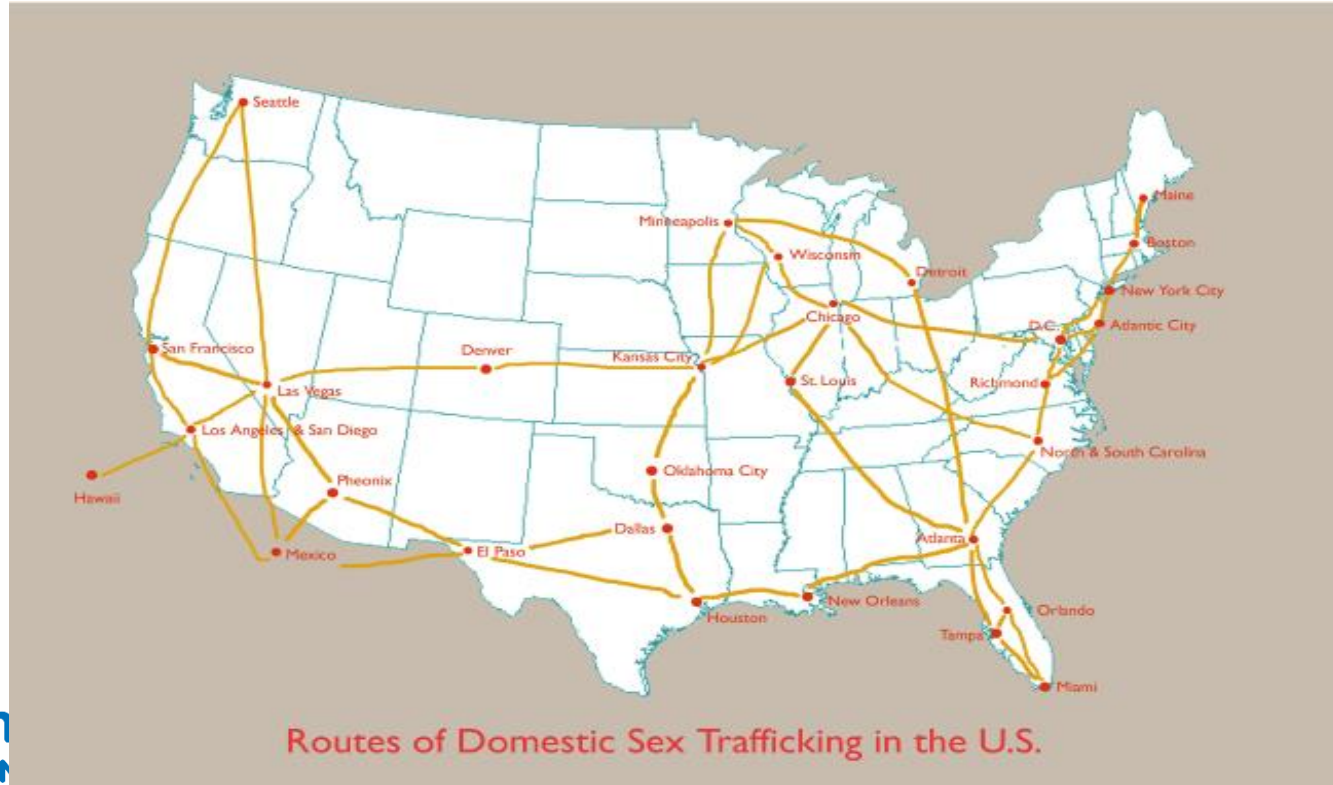 Seattle
Maine
Minneapolis
Boston
Wisconsin
Detroit
New York City
Chicago
D.C.
Atlantic City
San Francisco
Denver
Kansas City
Las Vegas
St. Louis
Richmond
Los Angeles & San Diego
North & South Carolina
Hawaii
Pheonix
Oklahoma City
Dallas
Mexico
El Paso
Atlanta
Houston
New Orleans
Orlando
Tampa
Miami
Routes of Domestic Sex Trafficking in the U.S.